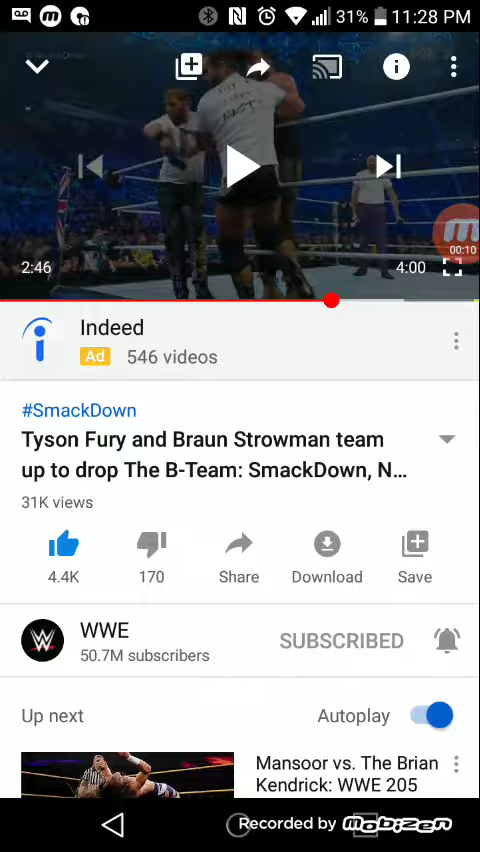 31% 11:28 PM
00:10
2:46
4:00
Indeed
Ad 546 videos
#SmackDown
Tyson Fury and Braun Strowman team
up to drop The B-Team: SmackDown, N...
31K views
4.4K 170 Share Download Save
WWE
50.7M subscribers
SUBSCRIBED
Up next
Autoplay
Mansoor vs. The Brian
Kendrick: WWE 205
Recorded by Mobizen